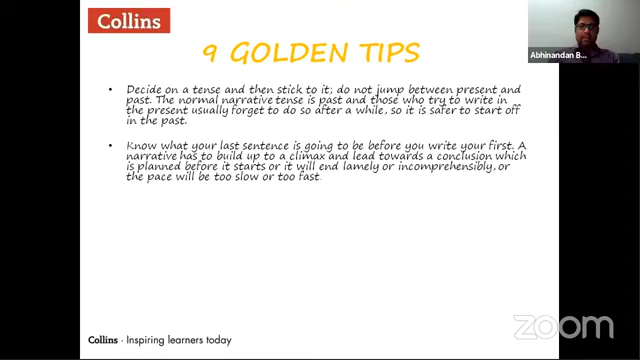 Collins
9 GOLDEN TIPS
Abhinandan B...
• Decide on a tense and then stick to it; do not jump between present and
past. The normal narrative tense is past and those who try to write in
the present usually forget to do so after a while, so it is safer to start off
in the past.
• Know what your last sentence is going to be before you write your first. A
narrative has to build up to a climax and lead towards a conclusion which
is planned before it starts or it will end lamely or incomprehensibly, or
the pace will be too slow or too fast
zoom
Collins · Inspiring learners today